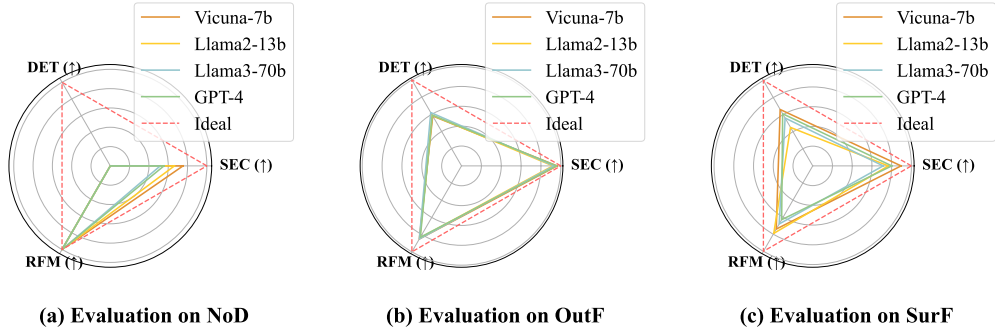 Vicuna-7b
Llama2-13b
Llama3-70b
GPT-4
Ideal
DET (↑)
SEC (↑)
RFM (↑)
(a) Evaluation on NoD
Vicuna-7b
Llama2-13b
Llama3-70b
GPT-4
Ideal
DET (↑)
SEC (↑)
RFM (↑)
(b) Evaluation on OutF
Vicuna-7b
Llama2-13b
Llama3-70b
GPT-4
Ideal
DET (↑)
SEC (↑)
RFM (↑)
(c) Evaluation on SurF